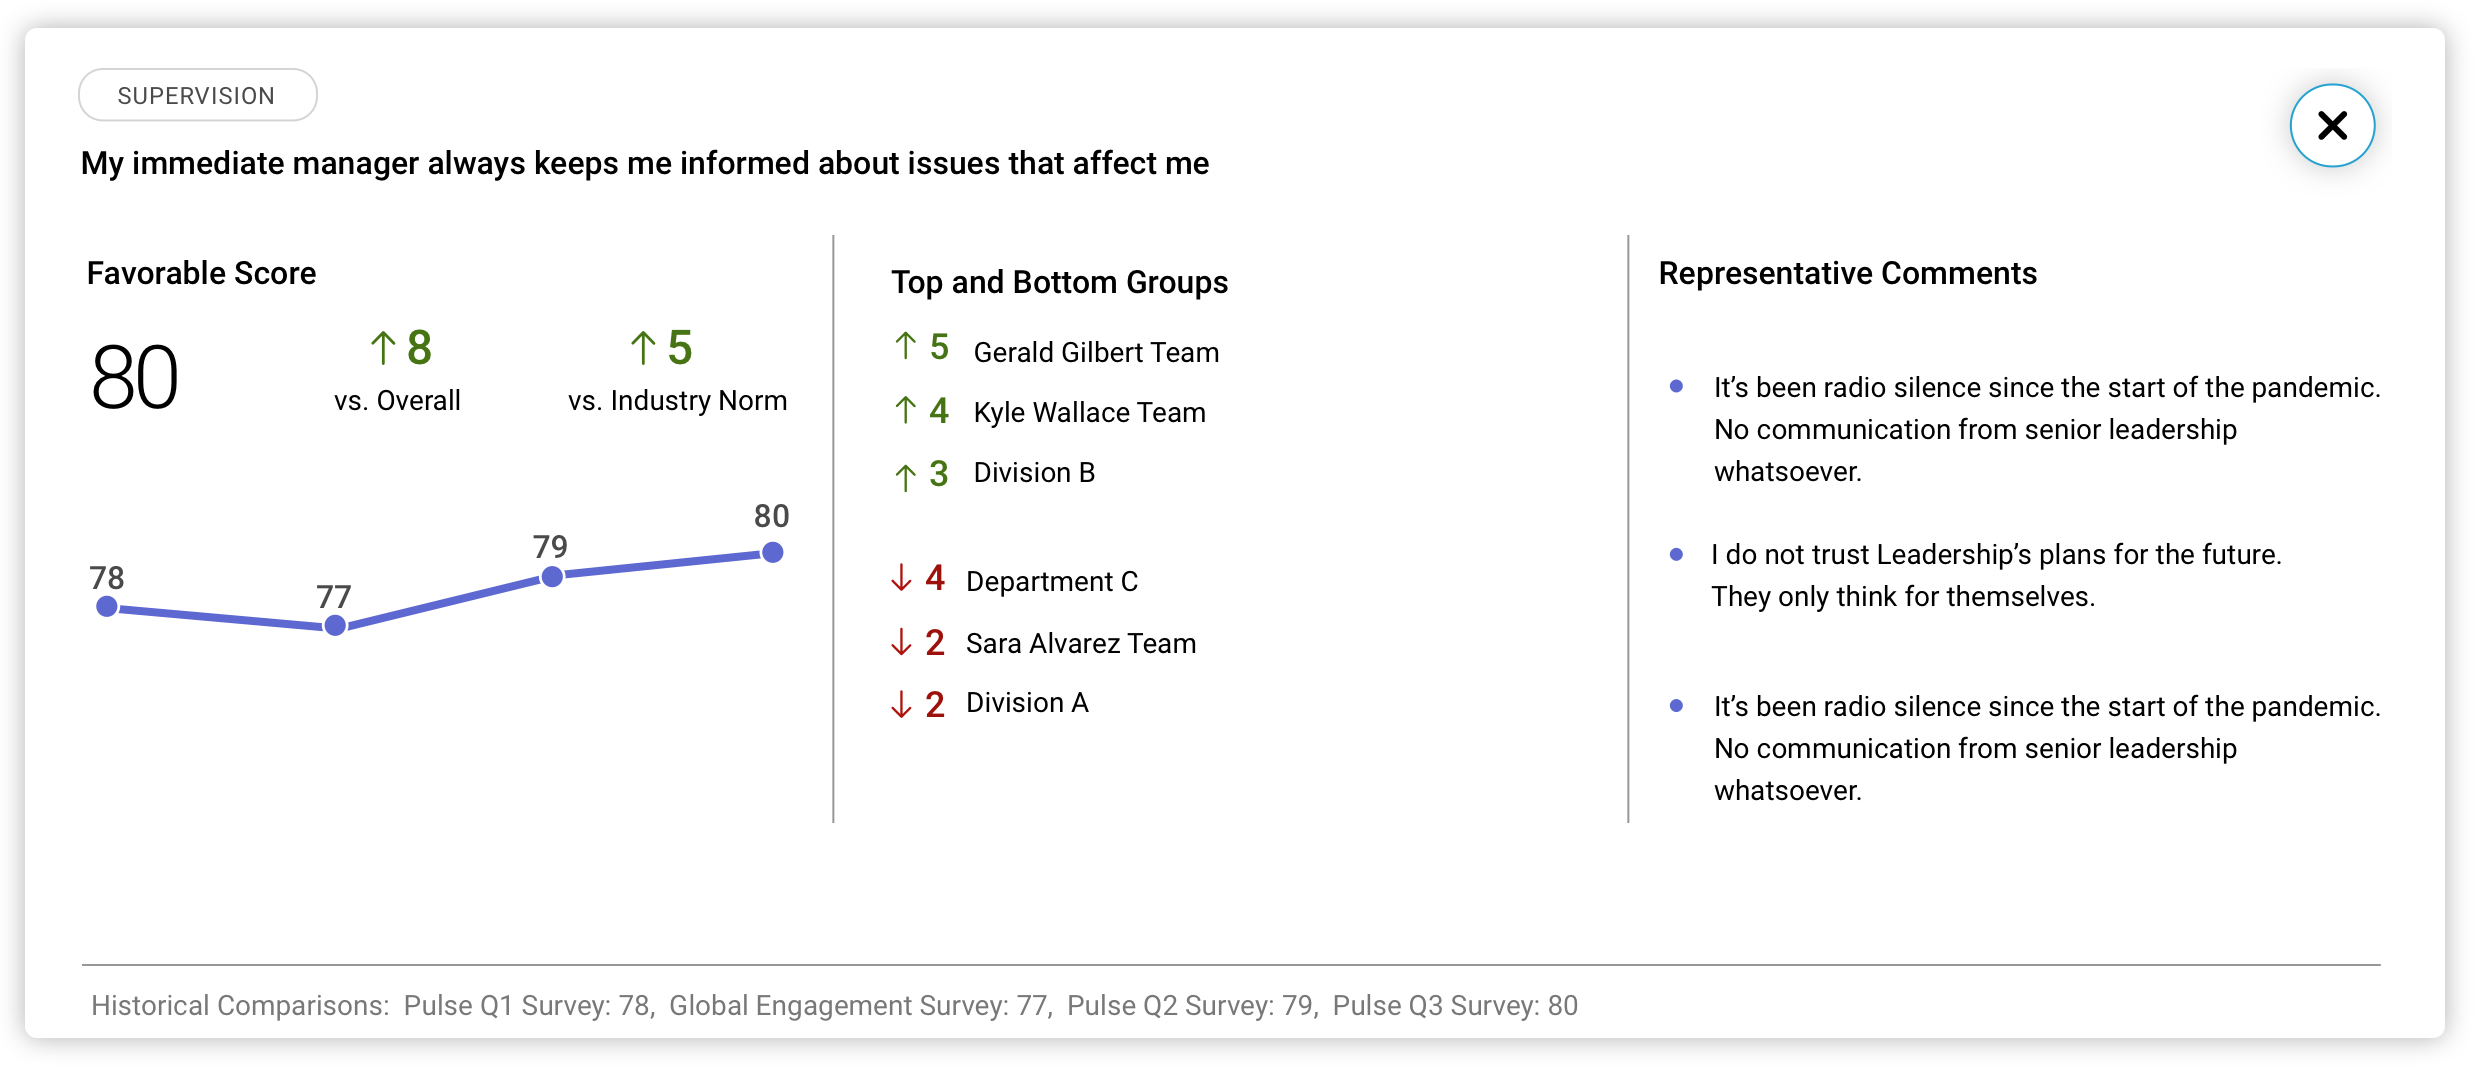 SUPERVISION
My immediate manager always keeps me informed about issues that affect me
Favorable Score
80
↑ 8
vs. Overall
↑ 5
vs. Industry Norm
78
77
79
80
Top and Bottom Groups
↑ 5 Gerald Gilbert Team
↑ 4 Kyle Wallace Team
↑ 3 Division B
↓ 4 Department C
↓ 2 Sara Alvarez Team
↓ 2 Division A
Representative Comments
It’s been radio silence since the start of the pandemic.
No communication from senior leadership
whatsoever.
I do not trust Leadership’s plans for the future.
They only think for themselves.
It’s been radio silence since the start of the pandemic.
No communication from senior leadership
whatsoever.
Historical Comparisons: Pulse Q1 Survey: 78, Global Engagement Survey: 77, Pulse Q2 Survey: 79, Pulse Q3 Survey: 80